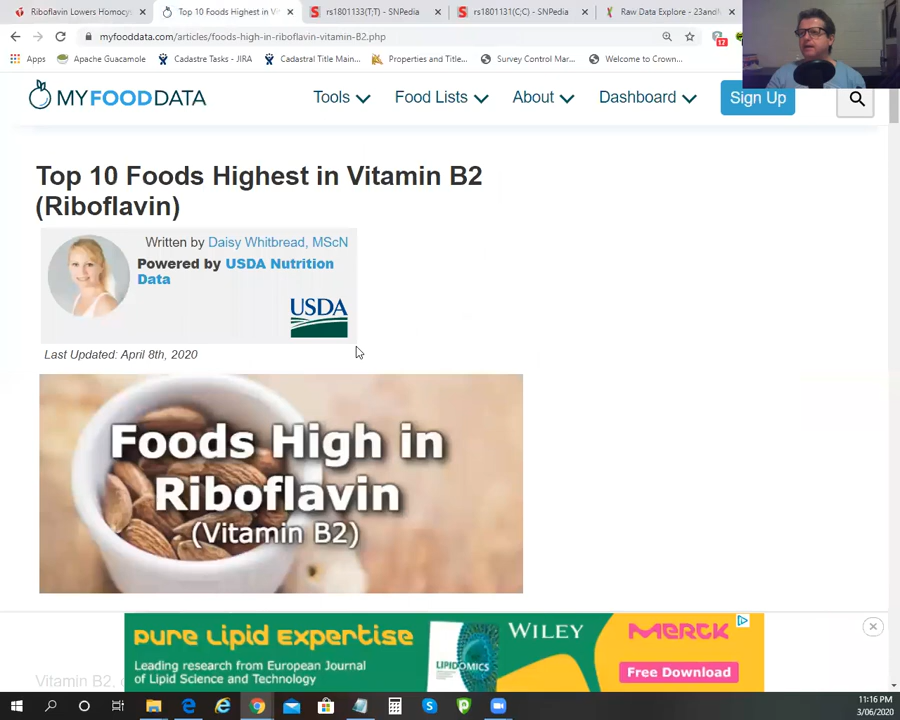 Riboflavin Lowers Homocy
Top 10 Foods Highest in V
rs1801133(T;T) - SNPedia
rs1801131(C;C) - SNPedia
Raw Data Explore - 23and
myfooddata.com/articles/foods-high-in-riboflavin-vitamin-B2.php
17
Apps
Apache Guacamole
Cadastre Tasks - JIRA
Cadastral Title Main...
Properties and Title...
Survey Control Mar...
Welcome to Crown...
MYFOODDATA
Tools
Food Lists
About
Dashboard
Sign Up
Top 10 Foods Highest in Vitamin B2
(Riboflavin)
Written by Daisy Whitbread, MScN
Powered by USDA Nutrition
Data
USDA
Last Updated: April 8th, 2020
Foods High in
Riboflavin
(Vitamin B2)
PURE LIPID EXPERTISE
Leading research from European Journal
of Lipid Science and Technology
LIPIDOMICS
WILEY
MERCK
Free Download
Vitamin B2,
11:16 PM
3/06/2020